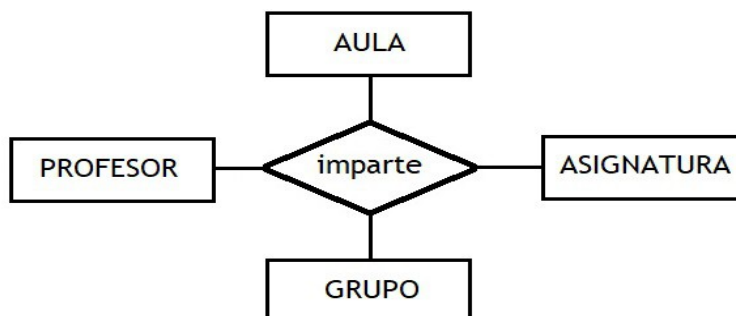 AULA
PROFESOR
imparte
ASIGNATURA
GRUPO